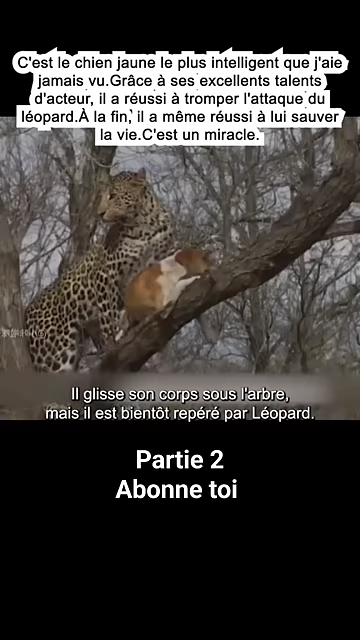 C'est le chien jaune le plus intelligent que j'aie
jamais vu.Grâce à ses excellents talents
d'acteur, il a réussi à tromper l'attaque du
léopard.À la fin, il a même réussi à lui sauver
la vie.C'est un miracle.
Il glisse son corps sous l'arbre,
mais il est bientôt repéré par Léopard.
Partie 2
Abonne toi